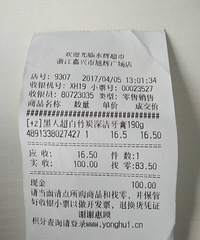 欢迎光临永辉超市
浙江嘉兴市旭辉广场店
店号: 9307 2017/04/05 13:01:34
收银机号: XH19 小票号: 00023527
收银员: 80723035 类型: 零售销售
商品名称 数量 单价 成交价
[+z]黑人超白竹炭深洁牙膏190g
4891338027427 1 16.5 16.50
应收: 16.50 件数: 1
实收: 100.00 找零: 83.50
现金 100.00
请当面请点所购商品和找零, 并保管
好收银小票以做开发票, 退换货凭证
谢谢惠顾
积分查询请登录www.yonghui.cn